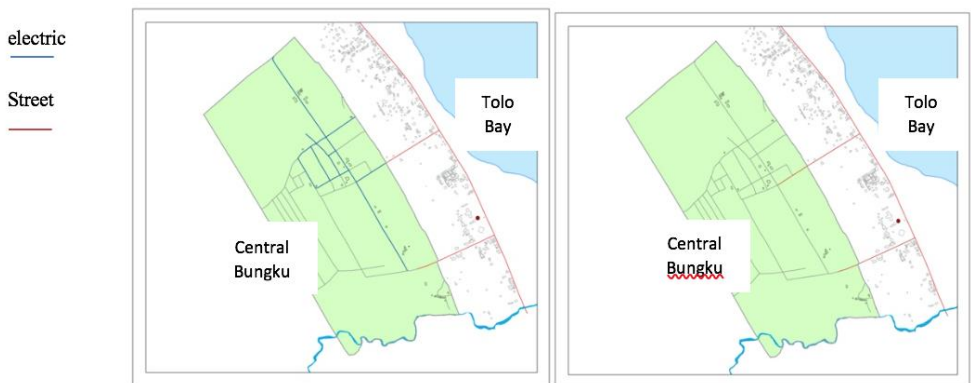 electric
Street
Tolo
Bay
Central
Bungku
Tolo
Bay
Central
Bungku